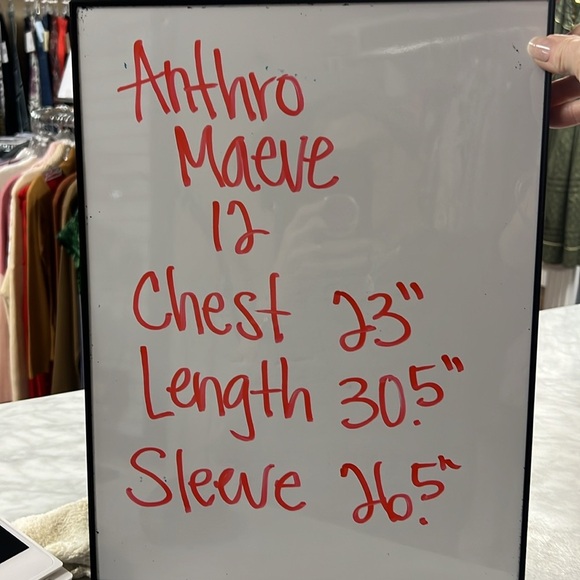 Anthro
Maeve
12
Chest 23"
Length 30.5"
Sleeve 26.5"